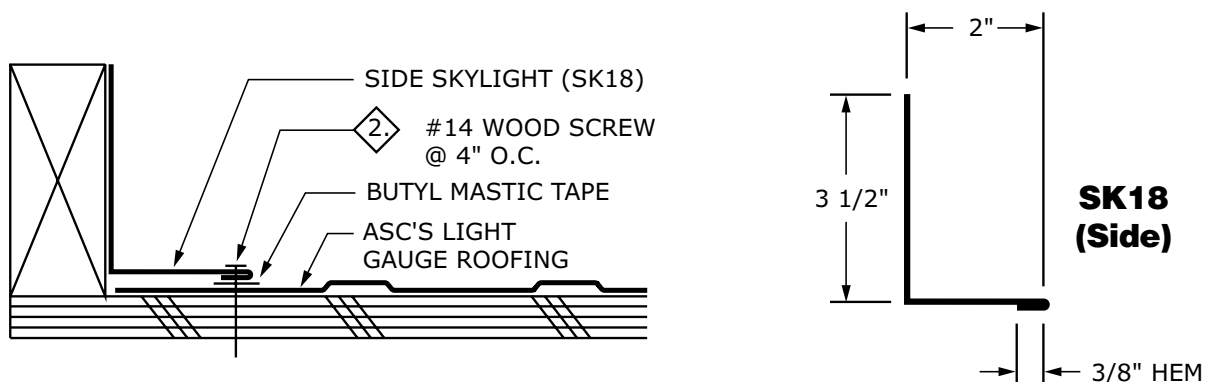 SIDE SKYLIGHT (SK18)
2.
#14 WOOD SCREW
@ 4" O.C.
BUTYL MASTIC TAPE
ASC'S LIGHT
GAUGE ROOFING
2"
3 1/2"
SK18
(Side)
3/8" HEM